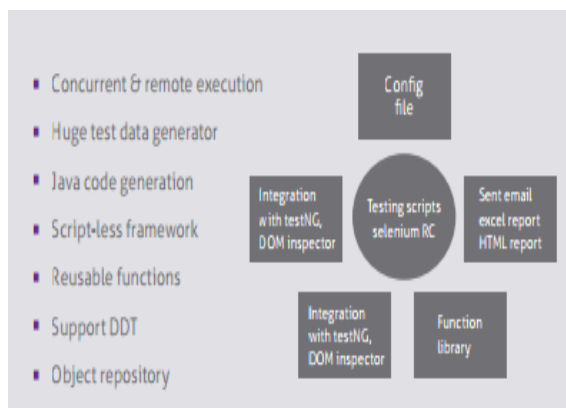 Concurrent & remote execution
Huge test data generator
Java code generation
Script-less framework
Reusable functions
Support DDT
Object repository
Config
file
Integration
with testNG,
DOM inspector
Testing scripts
selenium RC
Sent email
excel report
HTML report
Integration
with testNG,
DOM inspector
Function
library